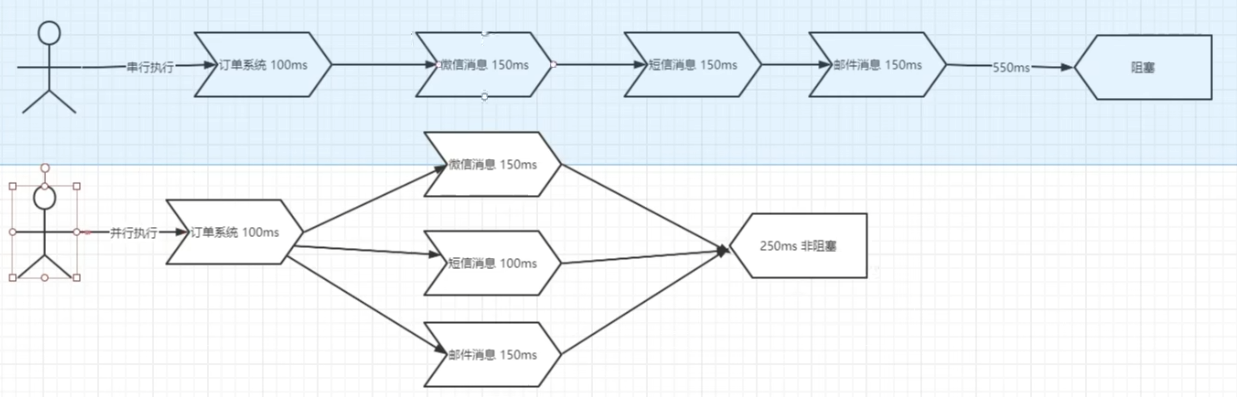 串行执行
订单系统 100ms
微信消息 150ms
短信消息 150ms
邮件消息 150ms
550ms
阻塞
并行执行
订单系统 100ms
微信消息 150ms
短信消息 100ms
邮件消息 150ms
250ms 非阻塞